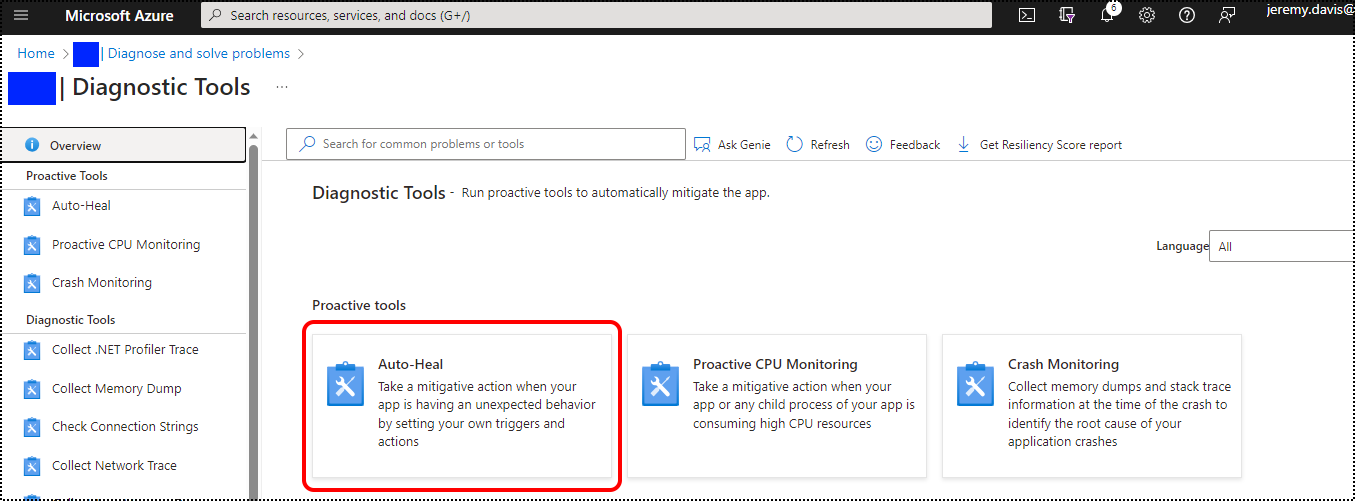 Microsoft Azure
Search resources, services, and docs (G+/)
6
jeremy.davis@
Home > | Diagnose and solve problems >
| Diagnostic Tools ...
Overview
Proactive Tools
Auto-Heal
Proactive CPU Monitoring
Crash Monitoring
Diagnostic Tools
Collect .NET Profiler Trace
Collect Memory Dump
Check Connection Strings
Collect Network Trace
Search for common problems or tools
Ask Genie
Refresh
Feedback
Get Resiliency Score report
Diagnostic Tools - Run proactive tools to automatically mitigate the app.
Language
All
Proactive tools
Auto-Heal
Take a mitigative action when your
app is having an unexpected behavior
by setting your own triggers and
actions
Proactive CPU Monitoring
Take a mitigative action when your
app or any child process of your app is
consuming high CPU resources
Crash Monitoring
Collect memory dumps and stack trace
information at the time of the crash to
identify the root cause of your
application crashes